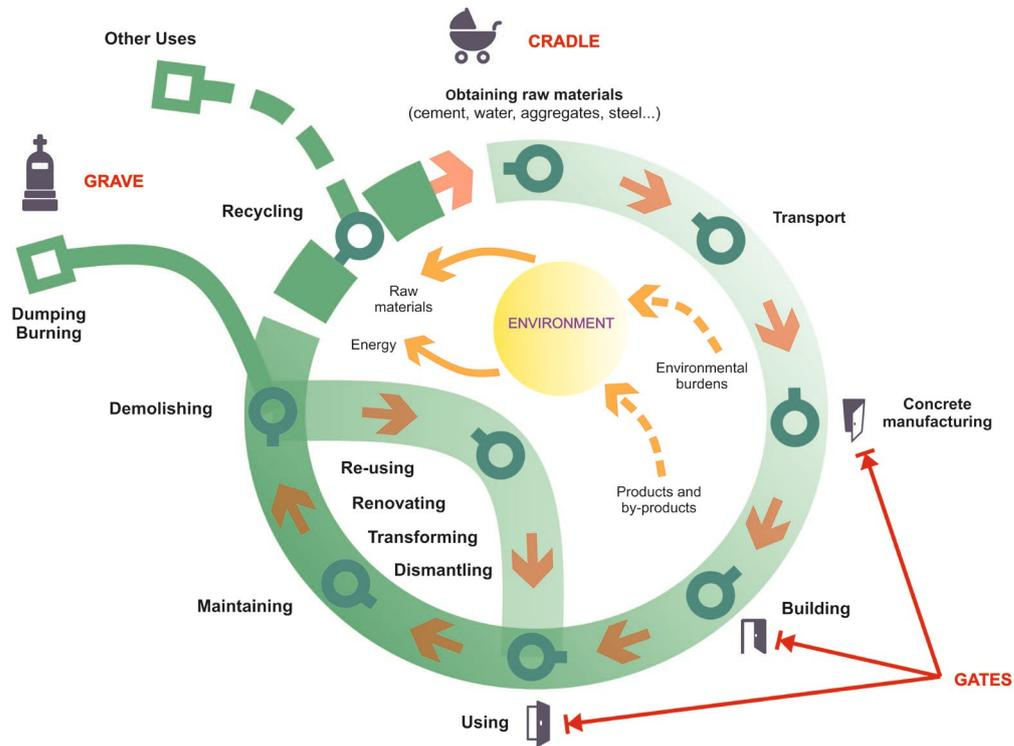 Other Uses
CRADLE
Obtaining raw materials
(cement, water, aggregates, steel...)
GRAVE
Recycling
Transport
Dumping
Burning
Raw
materials
ENVIRONMENT
Energy
Environmental
burdens
Demolishing
Concrete
manufacturing
Re-using
Renovating
Transforming
Dismantling
Products and
by-products
Maintaining
Building
GATES
Using